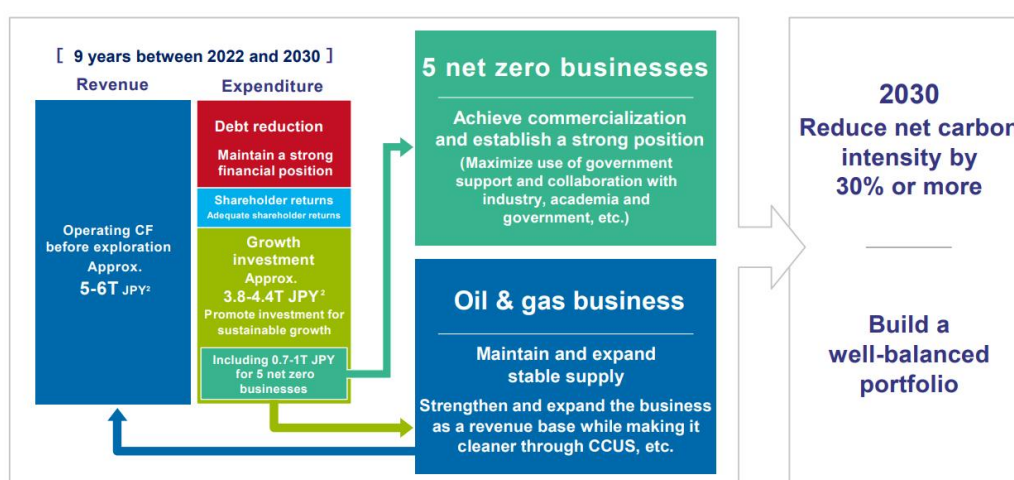 [ 9 years between 2022 and 2030 ]
Revenue
Expenditure
Operating CF
before exploration
Approx.
5-6T JPY²
Debt reduction
Maintain a strong
financial position
Shareholder returns
Adequate shareholder returns
Growth
investment
Approx.
3.8-4.4T JPY²
Promote investment for
sustainable growth
Including 0.7-1T JPY
for 5 net zero
businesses
5 net zero businesses
Achieve commercialization
and establish a strong position
(Maximize use of government
support and collaboration with
industry, academia and
government, etc.)
Oil & gas business
Maintain and expand
stable supply
Strengthen and expand the business
as a revenue base while making it
cleaner through CCUS, etc.
2030
Reduce net carbon
intensity by
30% or more
Build a
well-balanced
portfolio